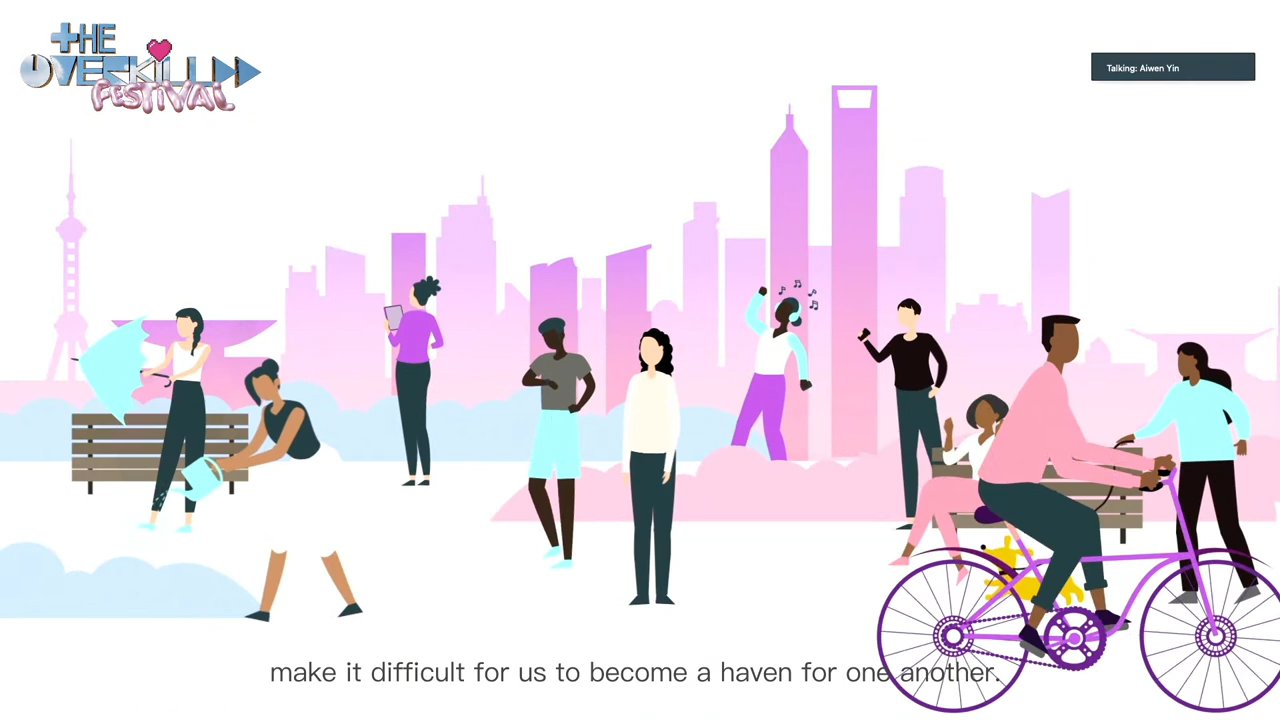 THE
OVERKILL
FESTIVAL
Talking: Aiwen Yin
make it difficult for us to become a haven for one another.